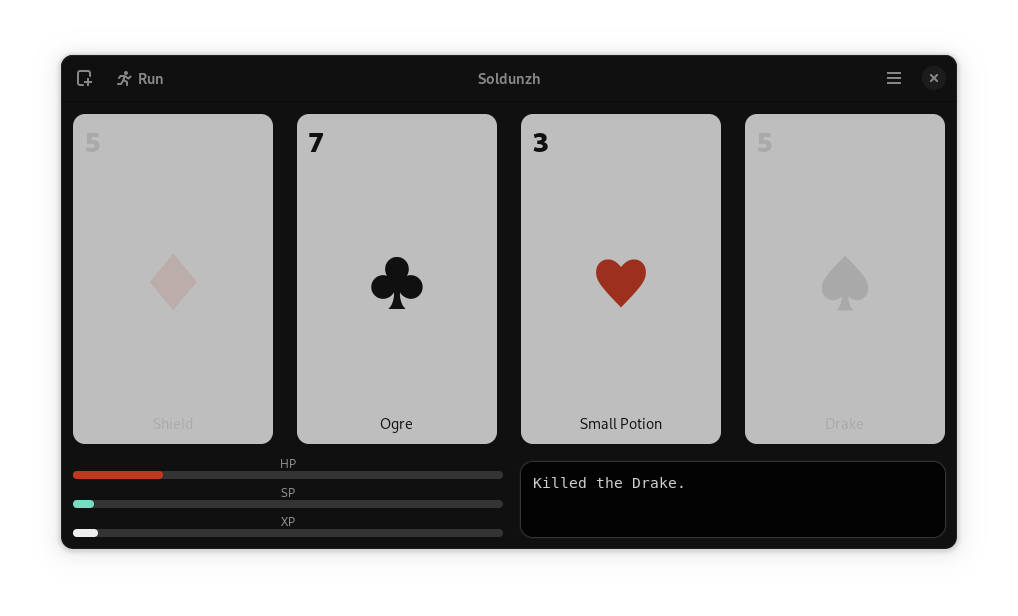 Run
Soldunzh
5
7
3
5
Shield
Ogre
Small Potion
Drake
HP
SP
XP
Killed the Drake.